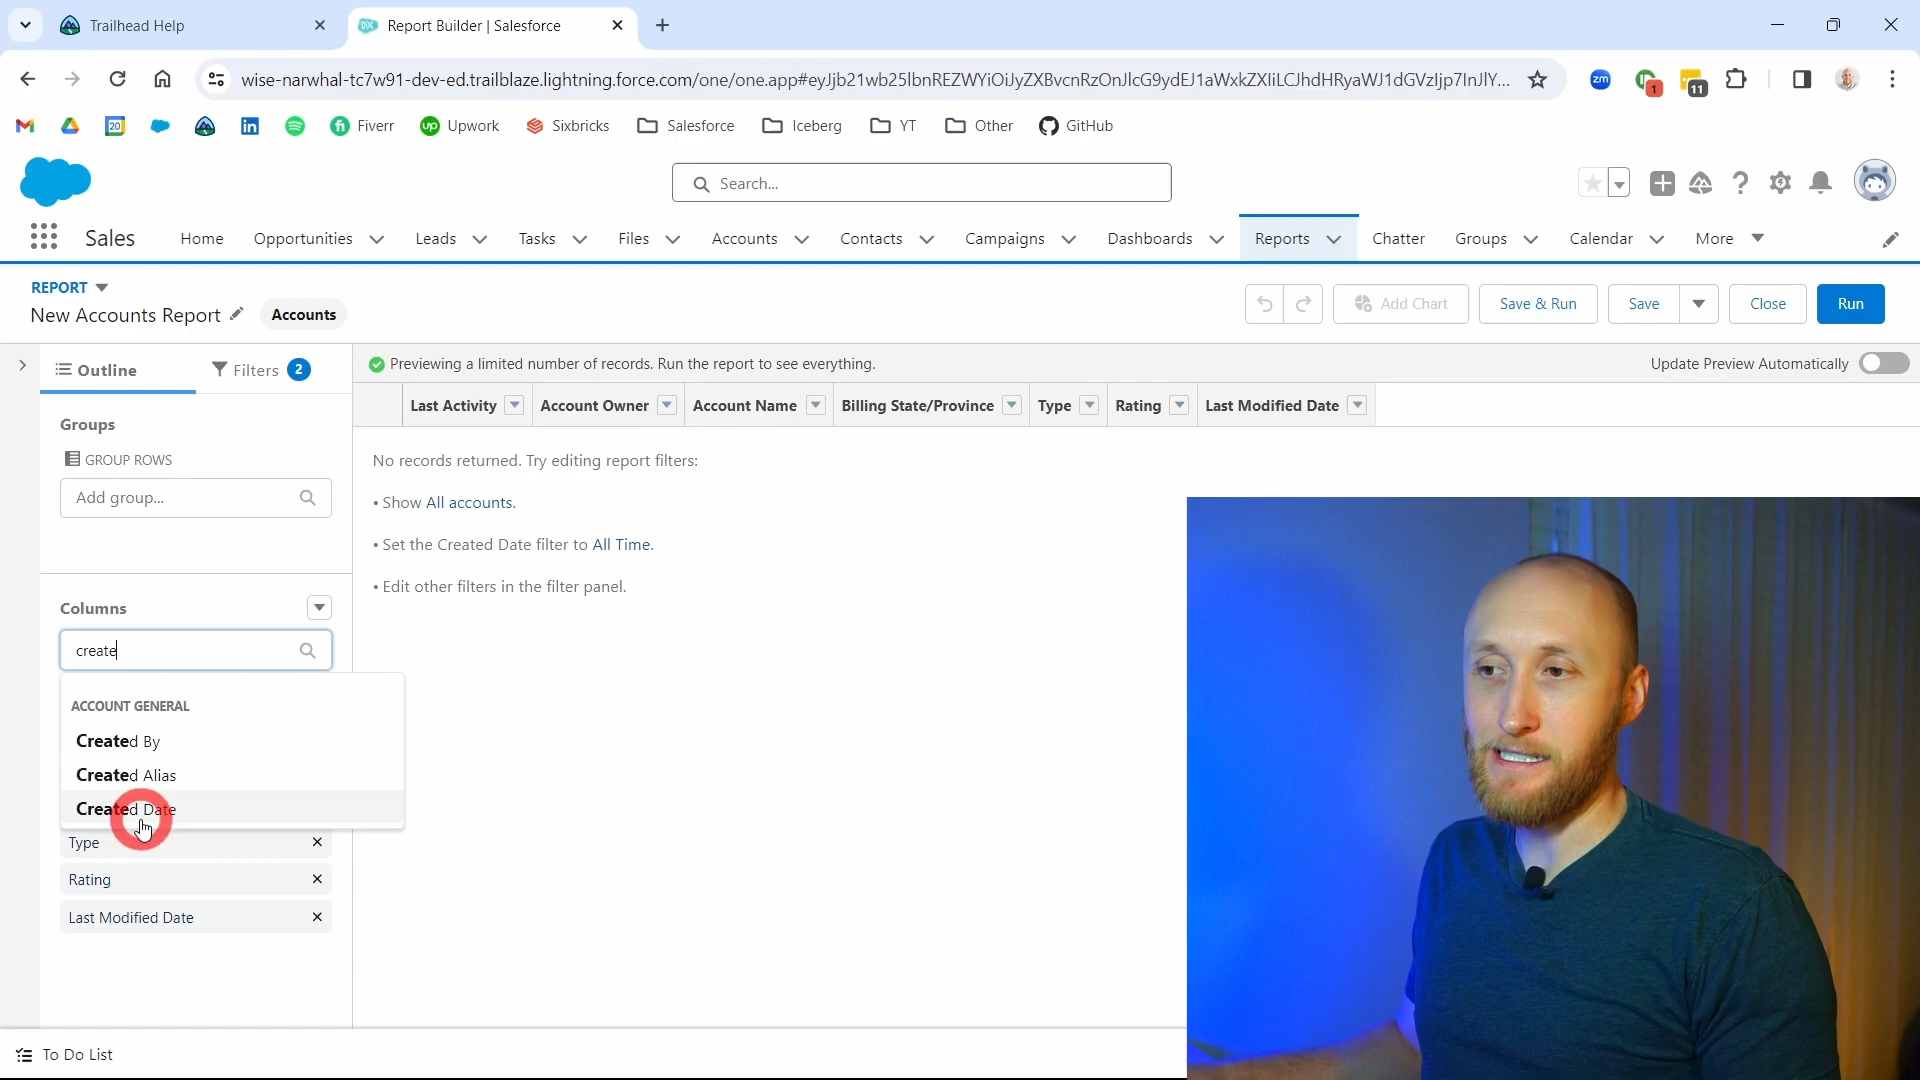 Trailhead Help
Report Builder | Salesforce
wise-narwhal-tc7w91-dev-ed.trailblaze.lightning.force.com/one/one.app#eyJjb21wb25lbnREZWYiOiJyZXBvcnRzOnJlcG9ydEJ1aWxkZXIiLCJhdHRyaWJ1dGVzIjp7InJlY...
zm
1
11
20
Fiverr
up
Upwork
Sixbricks
Salesforce
Iceberg
YT
Other
GitHub
Search...
Sales
Home
Opportunities
Leads
Tasks
Files
Accounts
Contacts
Campaigns
Dashboards
Reports
Chatter
Groups
Calendar
More
REPORT
New Accounts Report
Accounts
Add Chart
Save & Run
Save
Close
Run
Outline
Filters 2
Previewing a limited number of records. Run the report to see everything.
Update Preview Automatically
Last Activity
Account Owner
Account Name
Billing State/Province
Type
Rating
Last Modified Date
Groups
GROUP ROWS
Add group...
No records returned. Try editing report filters:
• Show All accounts.
• Set the Created Date filter to All Time.
• Edit other filters in the filter panel.
Columns
create
ACCOUNT GENERAL
Created By
Created Alias
Created Date
Type
Rating
Last Modified Date
To Do List